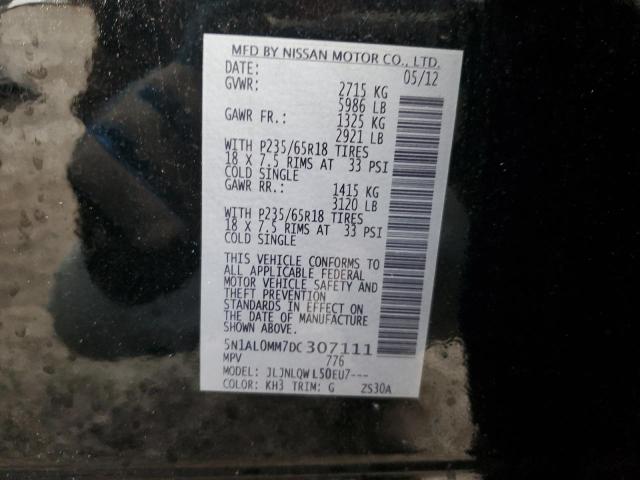 MFD BY NISSAN MOTOR CO., LTD.
DATE: 05/12
GVWR: 2715 KG
5986 LB
GAWR FR.: 1325 KG
2921 LB
WITH P235/65R18 TIRES
18 X 7.5 RIMS AT 33 PSI
COLD SINGLE
GAWR RR.: 1415 KG
3120 LB
WITH P235/65R18 TIRES
18 X 7.5 RIMS AT 33 PSI
COLD SINGLE
THIS VEHICLE CONFORMS TO
ALL APPLICABLE FEDERAL
MOTOR VEHICLE SAFETY AND
THEFT PREVENTION
STANDARDS IN EFFECT ON
THE DATE OF MANUFACTURE
SHOWN ABOVE.
5N1AL0MM7DC307111
MPV 776
MODEL: JLJNLQWL50EU7---
COLOR: KH3 TRIM: G ZS30A